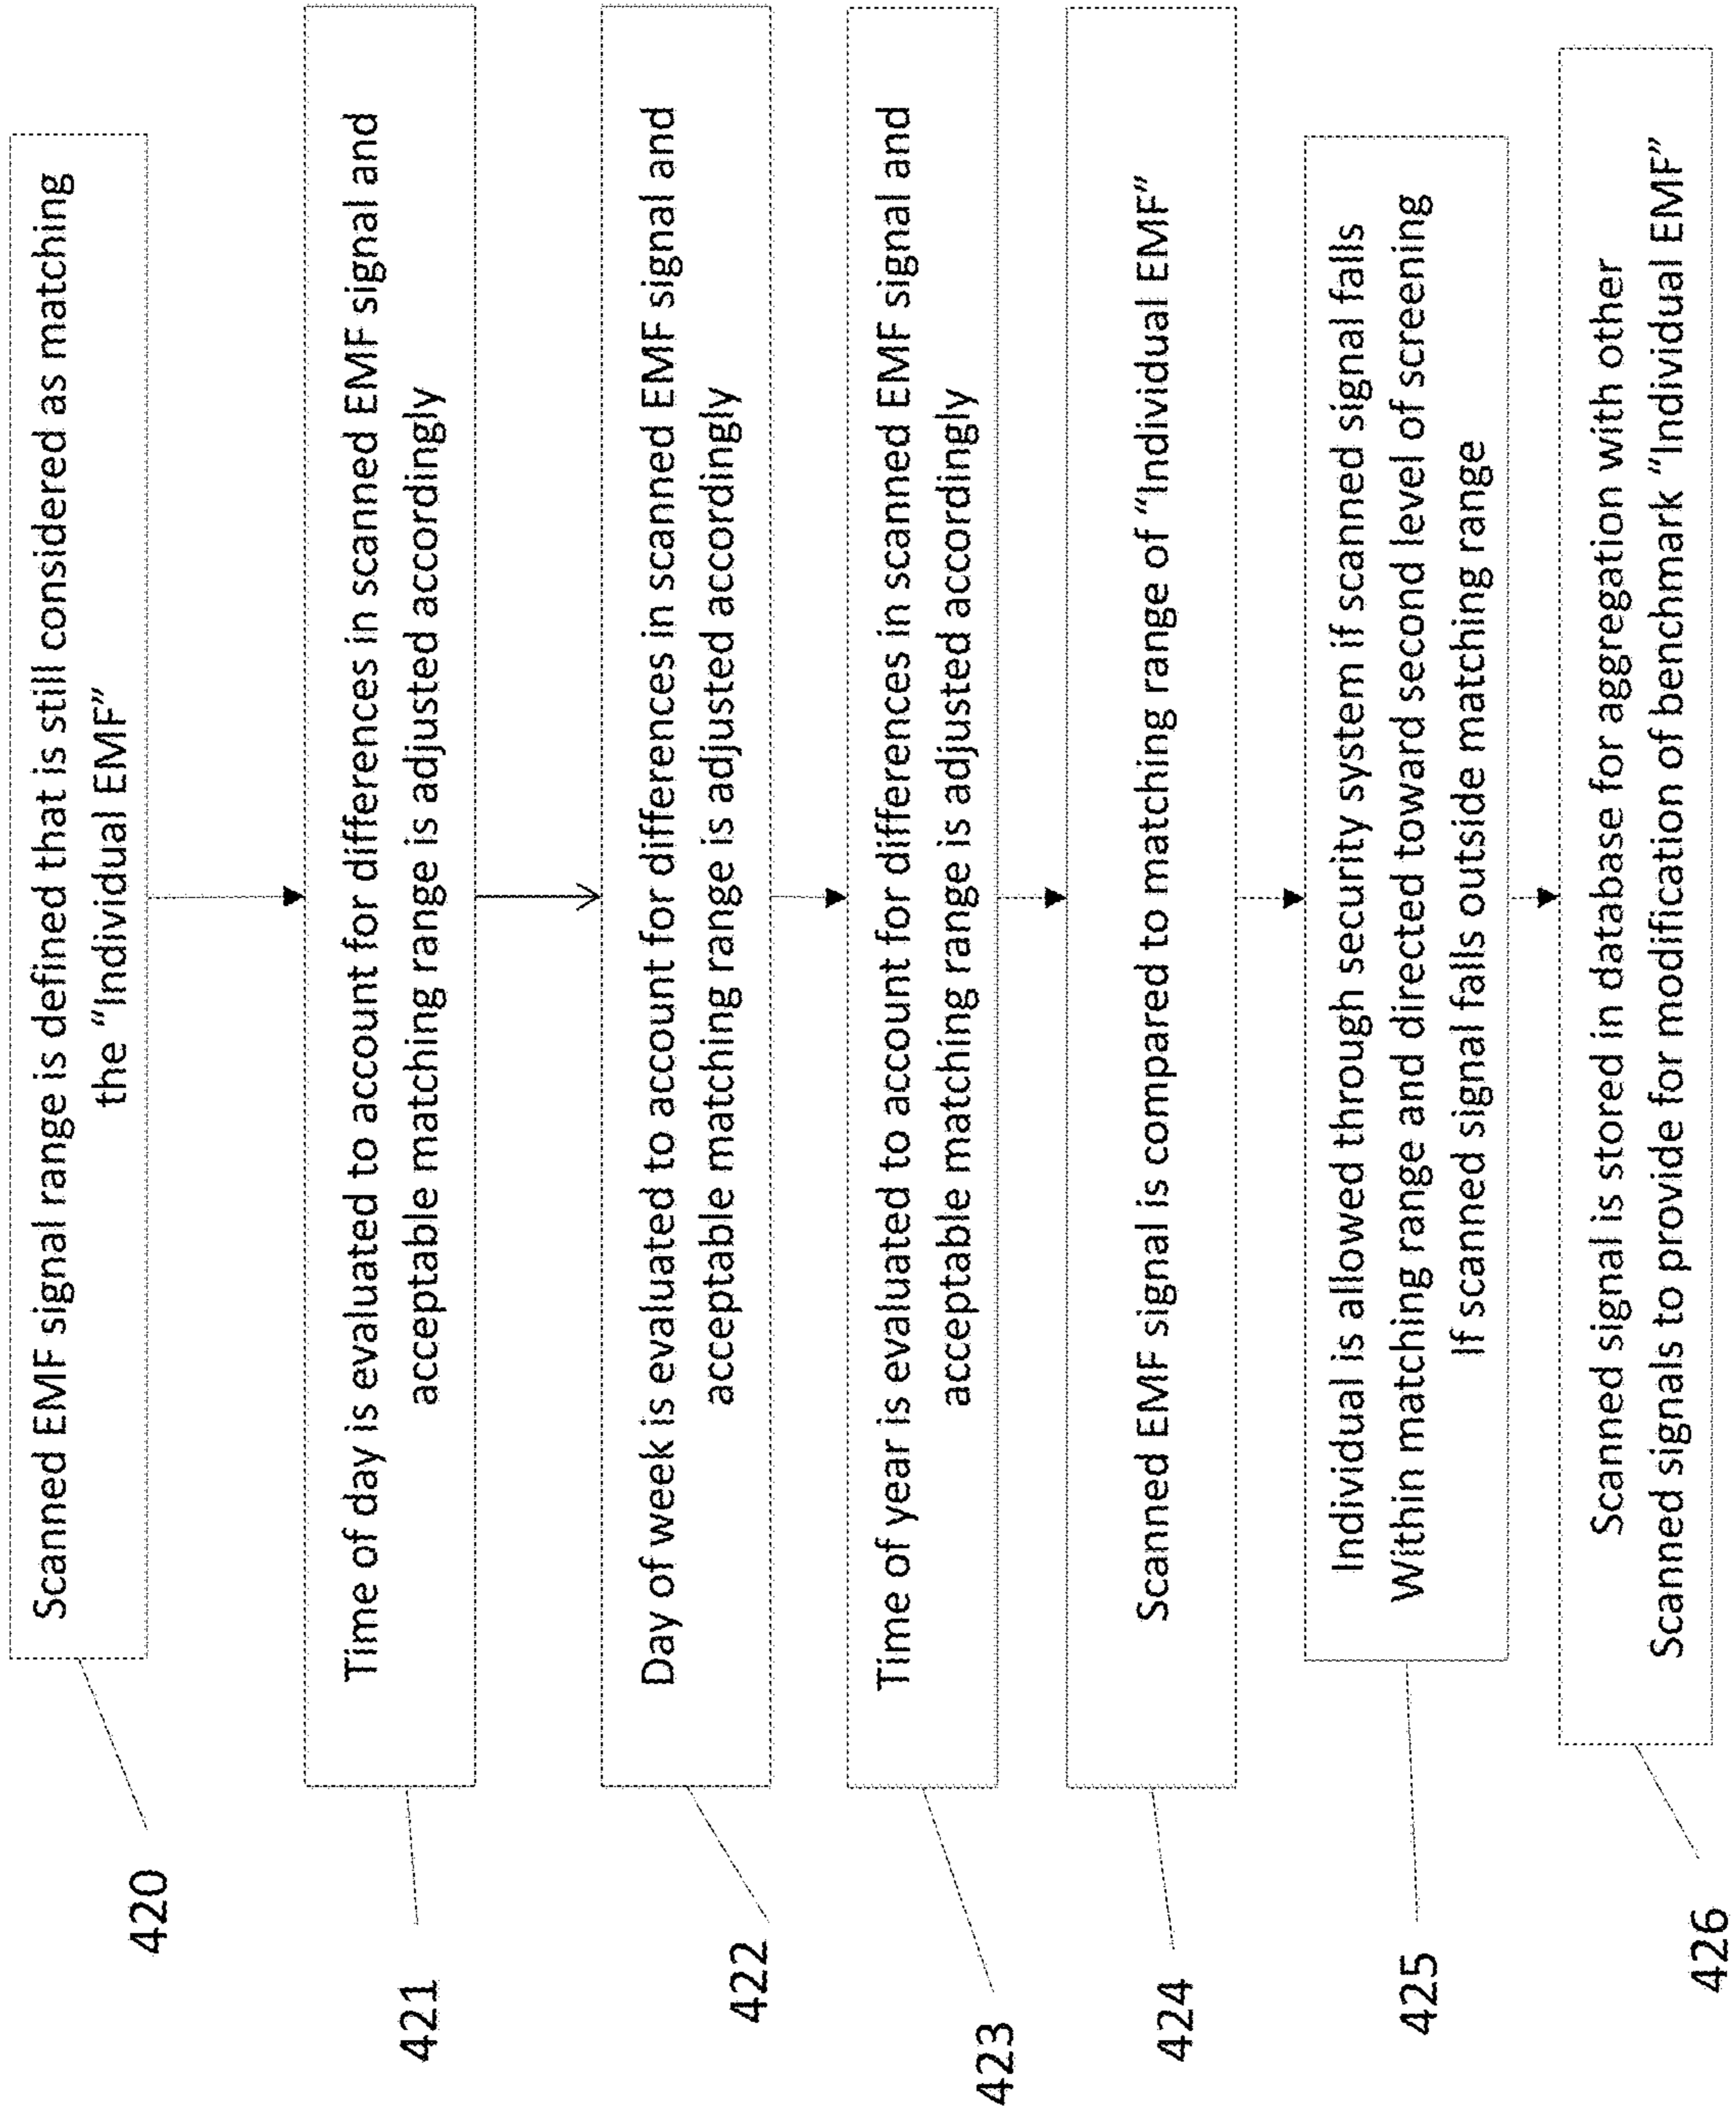 420
Scanned EMF signal range is defined that is still considered as matching
the “Individual EMF”
421
Time of day is evaluated to account for differences in scanned EMF signal and
acceptable matching range is adjusted accordingly
422
Day of week is evaluated to account for differences in scanned EMF signal and
acceptable matching range is adjusted accordingly
423
Time of year is evaluated to account for differences in scanned EMF signal and
acceptable matching range is adjusted accordingly
424
Scanned EMF signal is compared to matching range of “Individual EMF”
425
Individual is allowed through security system if scanned signal falls
Within matching range and directed toward second level of screening
If scanned signal falls outside matching range
426
Scanned signal is stored in database for aggregation with other
Scanned signals to provide for modification of benchmark “Individual EMF”